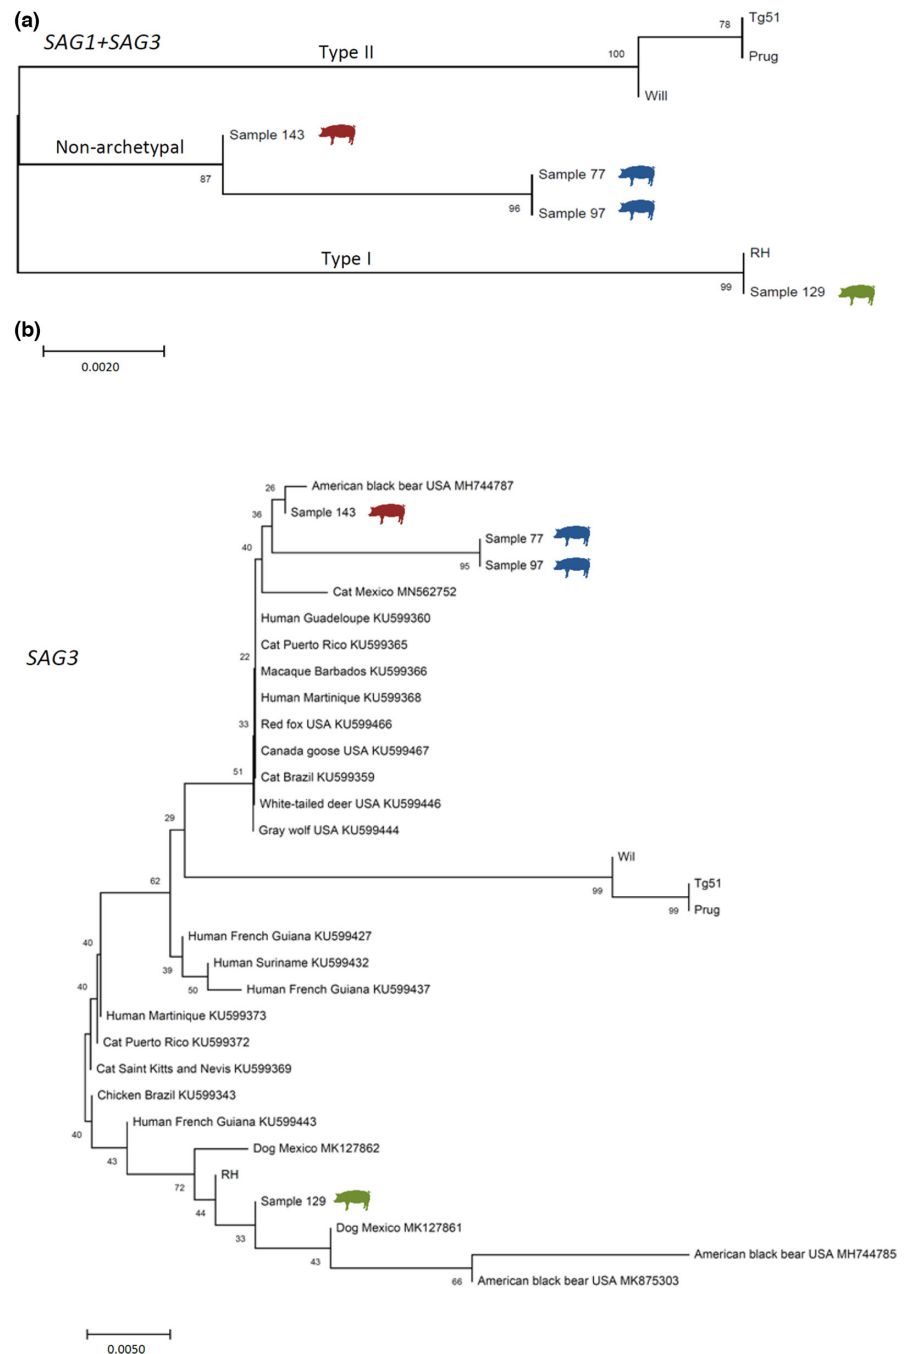 (a)
SAG1+SAG3
Type II
100
78
Tg51
Prug
Will
Non-archetypal
87
Sample 143
96
Sample 77
Sample 97
Type I
99
RH
Sample 129
(b)
0.0020
SAG3
26
American black bear USA MH744787
36
Sample 143
40
Sample 77
95
Sample 97
Cat Mexico MN562752
Human Guadeloupe KU599360
Cat Puerto Rico KU599365
22
Macaque Barbados KU599366
Human Martinique KU599368
33
Red fox USA KU599466
Canada goose USA KU599467
51
Cat Brazil KU599359
White-tailed deer USA KU599446
29
Gray wolf USA KU599444
Wil
62
99
Tg51
99
Prug
Human French Guiana KU599427
40
Human Suriname KU599432
39
50
Human French Guiana KU599437
40
Human Martinique KU599373
Cat Puerto Rico KU599372
Cat Saint Kitts and Nevis KU599369
Chicken Brazil KU599343
Human French Guiana KU599443
40
Dog Mexico MK127862
43
RH
72
Sample 129
44
Dog Mexico MK127861
33
American black bear USA MH744785
43
66
American black bear USA MK875303
0.0050